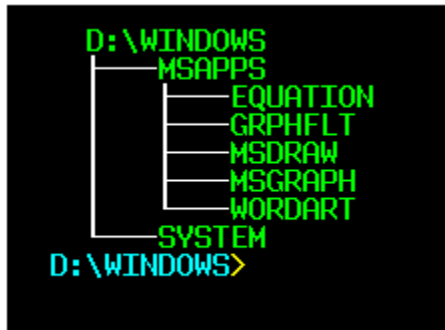 D:\WINDOWS
MSAPPS
EQUATION
GRPHFLT
MSDRAW
MSGRAPH
WORDART
SYSTEM
D:\WINDOWS>